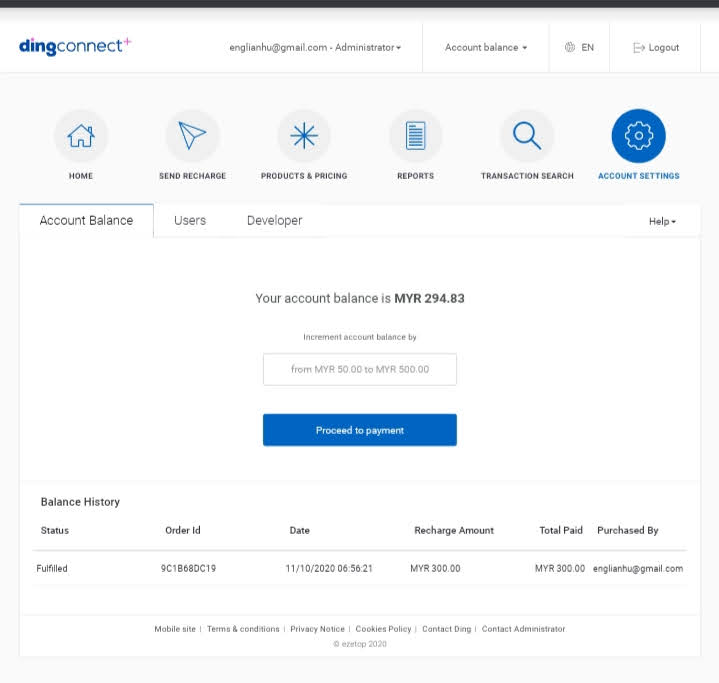 dingconnect+
englianhu@gmail.com - Administrator
Account balance
EN
Logout
HOME
SEND RECHARGE
PRODUCTS & PRICING
REPORTS
TRANSACTION SEARCH
ACCOUNT SETTINGS
Account Balance
Users
Developer
Help
Your account balance is MYR 294.83
Increment account balance by
from MYR 50.00 to MYR 500.00
Proceed to payment
Balance History
Status Order Id Date Recharge Amount Total Paid Purchased By
Fulfilled 9C1B68DC19 11/10/2020 06:56:21 MYR 300.00 MYR 300.00 englianhu@gmail.com
Mobile site | Terms & conditions | Privacy Notice | Cookies Policy | Contact Ding | Contact Administrator
© ezetop 2020